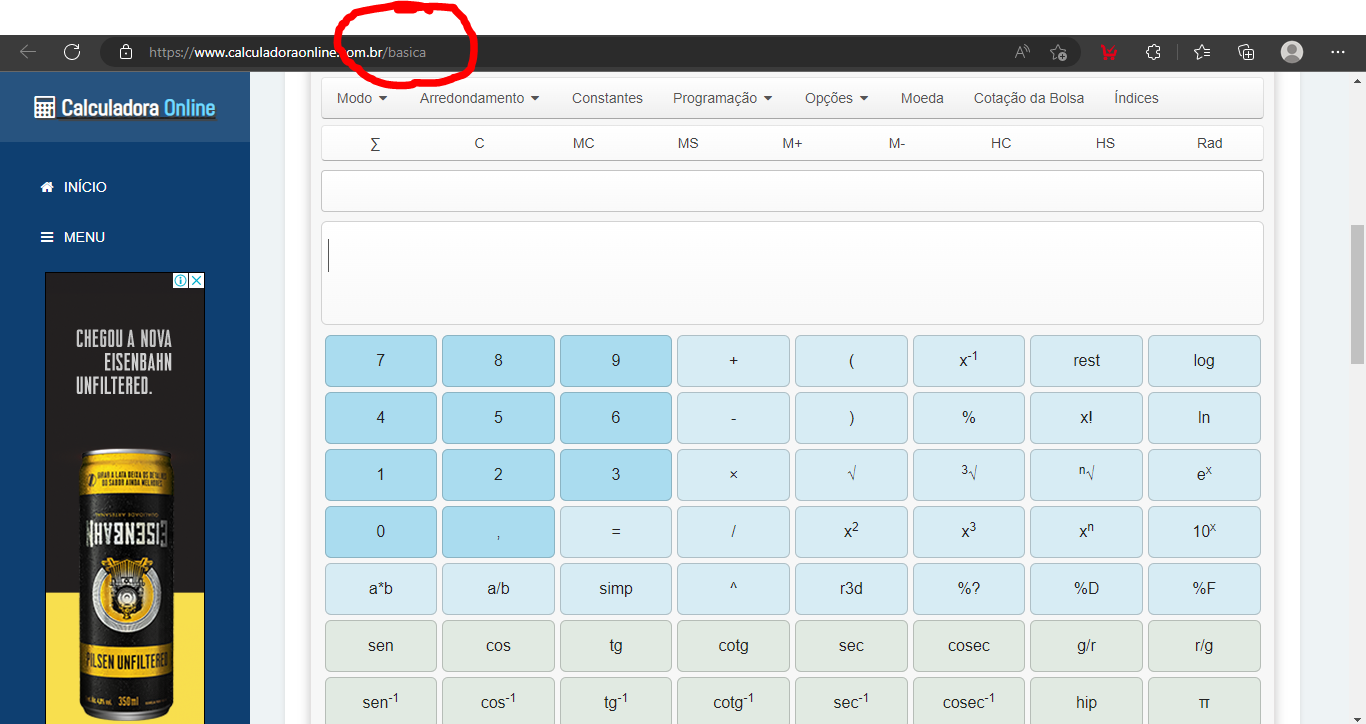 https://www.calculadoraonline.com.br/basica
Calculadora Online
INÍCIO
MENU
CHEGOU A NOVA
EISENBAHN
UNFILTERED.
EISENBAHN
PILSEN UNFILTERED
350ml
Modo Arredondamento Constantes Programação Opções Moeda Cotação da Bolsa Índices
∑ C MC MS M+ M- HC HS Rad
7 8 9 + ( x⁻¹ rest log
4 5 6 - ) % x! ln
1 2 3 × √ ³√ ⁿ√ eˣ
0 , = / x² x³ xⁿ 10ˣ
a*b a/b simp ^ r3d %? %D %F
sen cos tg cotg sec cosec g/r r/g
sen⁻¹ cos⁻¹ tg⁻¹ cotg⁻¹ sec⁻¹ cosec⁻¹ hip π